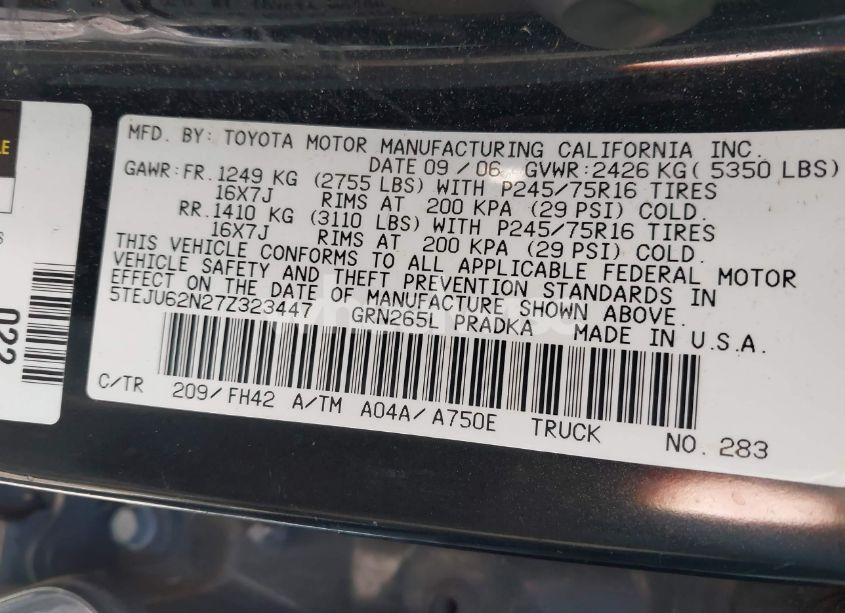 MFD. BY: TOYOTA MOTOR MANUFACTURING CALIFORNIA INC.
DATE 09 / 06 GVWR:2426 KG( 5350 LBS)
GAWR:FR. 1249 KG (2755 LBS) WITH P245/75R16 TIRES
16X7J RIMS AT 200 KPA (29 PSI) COLD.
RR. 1410 KG (3110 LBS) WITH P245/75R16 TIRES
16X7J RIMS AT 200 KPA (29 PSI) COLD.
THIS VEHICLE CONFORMS TO ALL APPLICABLE FEDERAL MOTOR
VEHICLE SAFETY AND THEFT PREVENTION STANDARDS IN
EFFECT ON THE DATE OF MANUFACTURE SHOWN ABOVE.
5TEJU62N27Z323447 GRN265L PRADKA MADE IN U.S.A.
C/TR 209/FH42 A/TM A04A/A750E TRUCK NO. 283
022